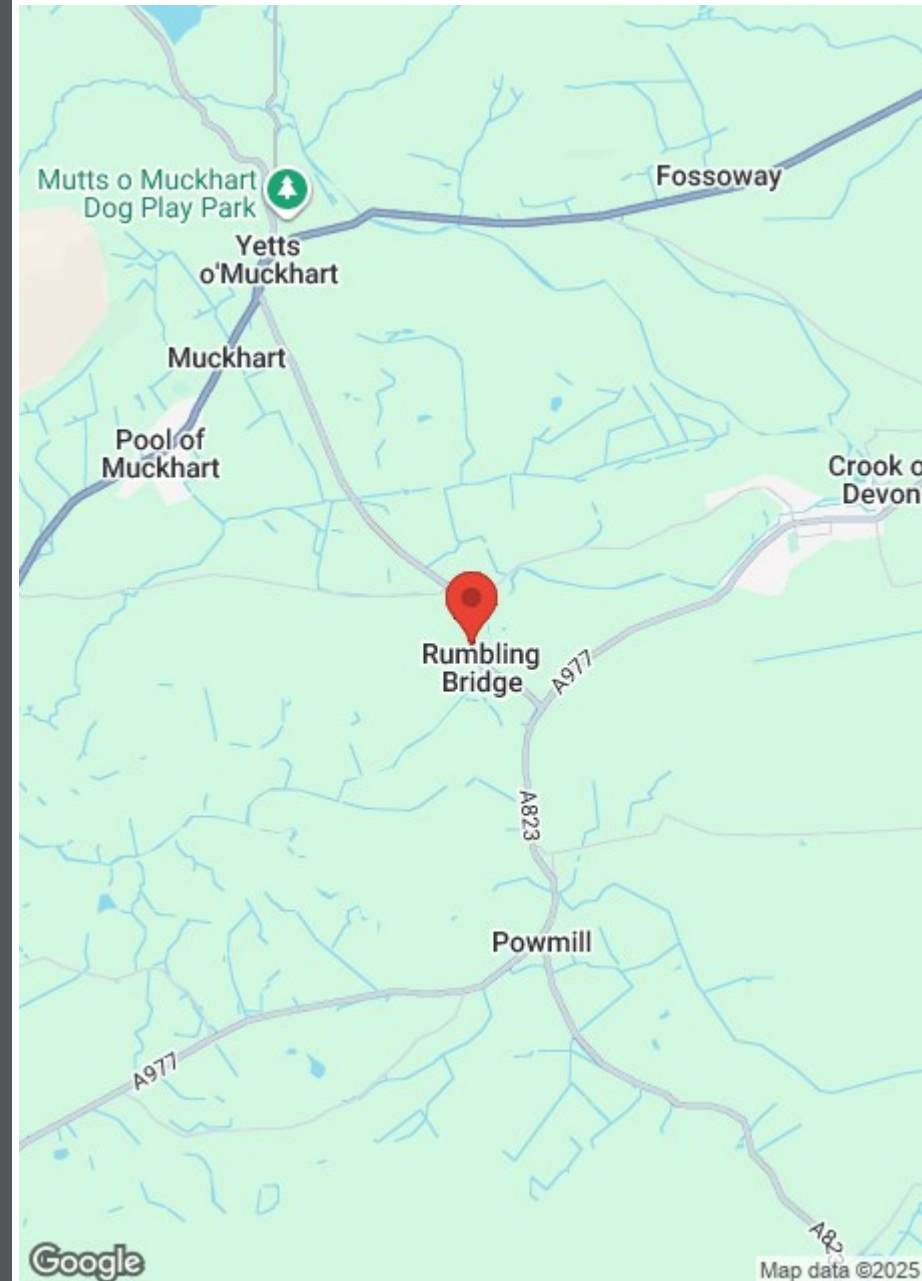 Fossoway
Mutts o Muckhart
Dog Play Park
Yetts
o'Muckhart
Muckhart
Pool of
Muckhart
Crook o
Devon
Rumbling
Bridge
A977
A823
Powmill
A977
A82
Google
Map data ©2025